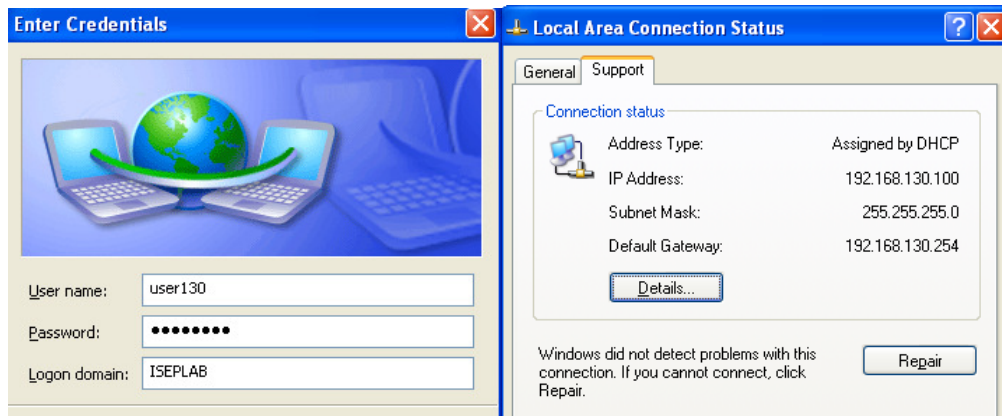 Enter Credentials
User name: user130
Password: ••••••••
Logon domain: ISEPLAB
Local Area Connection Status
General Support
Connection status
Address Type: Assigned by DHCP
IP Address: 192.168.130.100
Subnet Mask: 255.255.255.0
Default Gateway: 192.168.130.254
Details...
Windows did not detect problems with this
connection. If you cannot connect, click
Repair.
Repair